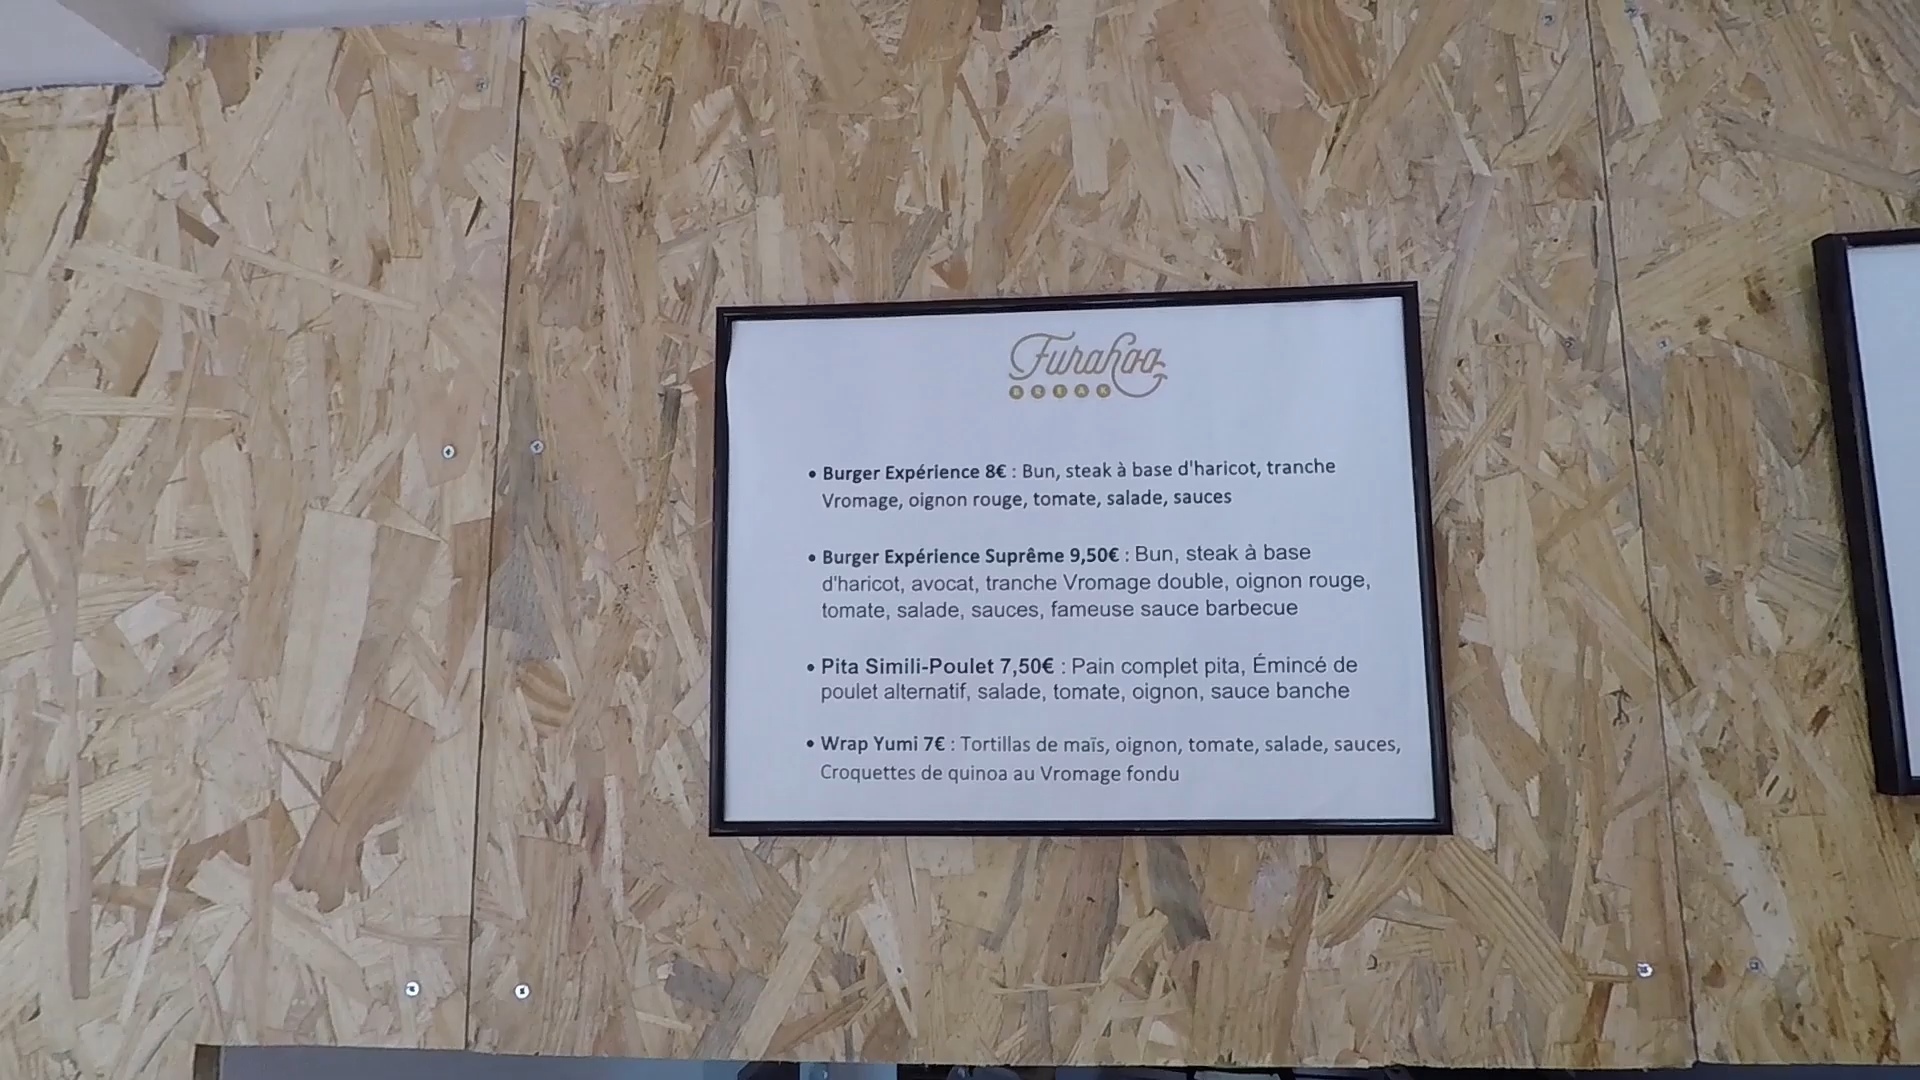 Furahaa
BREAK
• Burger Expérience 8€ : Bun, steak à base d'haricot, tranche
Vromage, oignon rouge, tomate, salade, sauces
• Burger Expérience Suprême 9,50€ : Bun, steak à base
d'haricot, avocat, tranche Vromage double, oignon rouge,
tomate, salade, sauces, fameuse sauce barbecue
• Pita Simili-Poulet 7,50€ : Pain complet pita, Émincé de
poulet alternatif, salade, tomate, oignon, sauce banche
• Wrap Yumi 7€ : Tortillas de maïs, oignon, tomate, salade, sauces,
Croquettes de quinoa au Vromage fondu